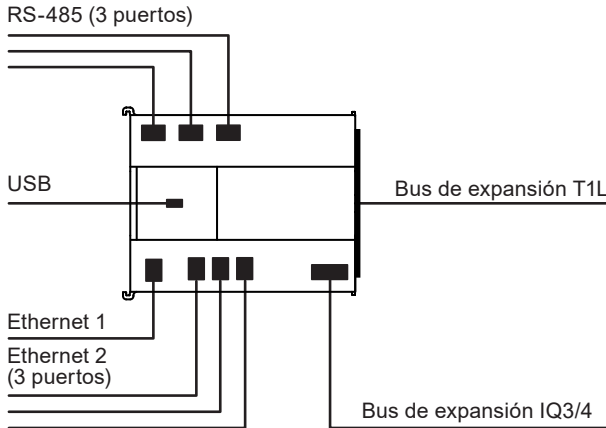 RS-485 (3 puertos)
USB
Bus de expansión T1L
Ethernet 1
Ethernet 2
(3 puertos)
Bus de expansión IQ3/4